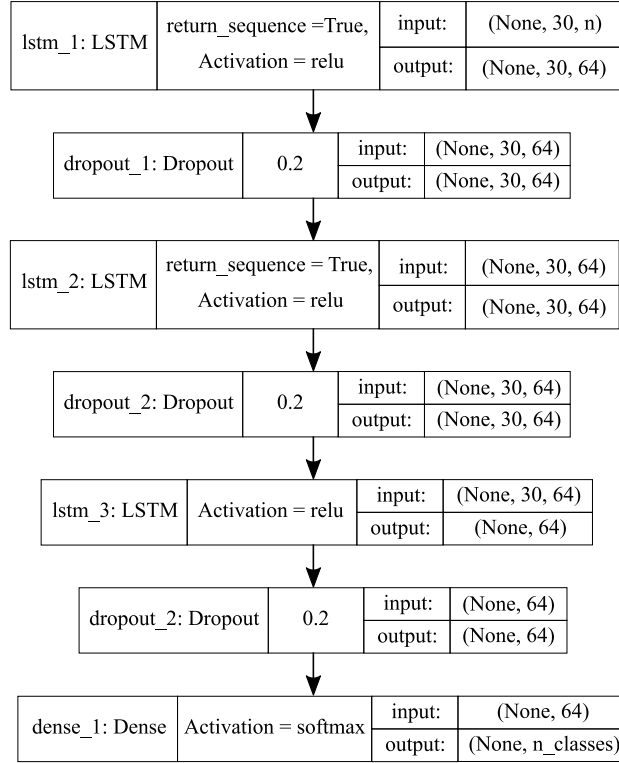 lstm_1: LSTM
return_sequence =True,
Activation = relu
input:
(None, 30, n)
output:
(None, 30, 64)
dropout_1: Dropout
0.2
input:
(None, 30, 64)
output:
(None, 30, 64)
lstm_2: LSTM
return_sequence = True,
Activation = relu
input:
(None, 30, 64)
output:
(None, 30, 64)
dropout_2: Dropout
0.2
input:
(None, 30, 64)
output:
(None, 30, 64)
lstm_3: LSTM
Activation = relu
input:
(None, 30, 64)
output:
(None, 64)
dropout_2: Dropout
0.2
input:
(None, 64)
output:
(None, 64)
dense_1: Dense
Activation = softmax
input:
(None, 64)
output:
(None, n_classes)